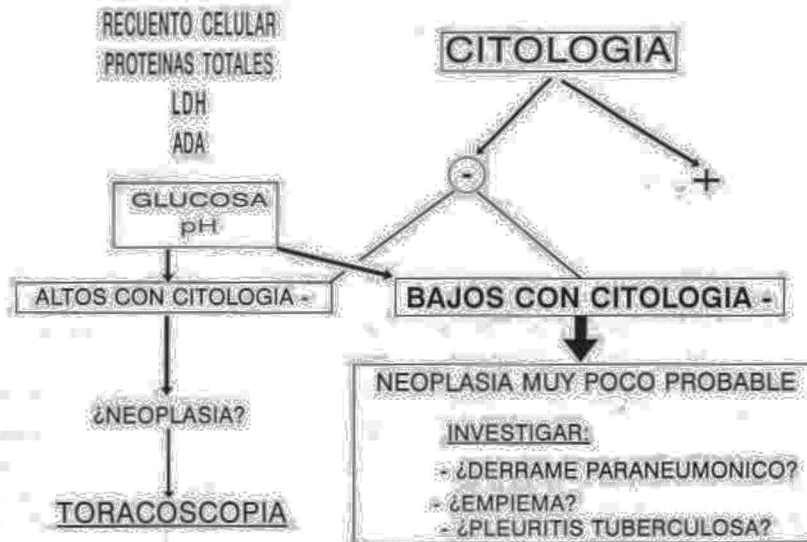 RECUENTO CELULAR
PROTEINAS TOTALES
LDH
ADA
GLUCOSA
pH
CITOLOGIA
-
+
ALTOS CON CITOLOGIA -
BAJOS CON CITOLOGIA -
¿NEOPLASIA?
TORACOSCOPIA
NEOPLASIA MUY POCO PROBABLE
INVESTIGAR:
- ¿DERRAME PARANEUMONICO?
- ¿EMPIEMA?
- ¿PLEURITIS TUBERCULOSA?